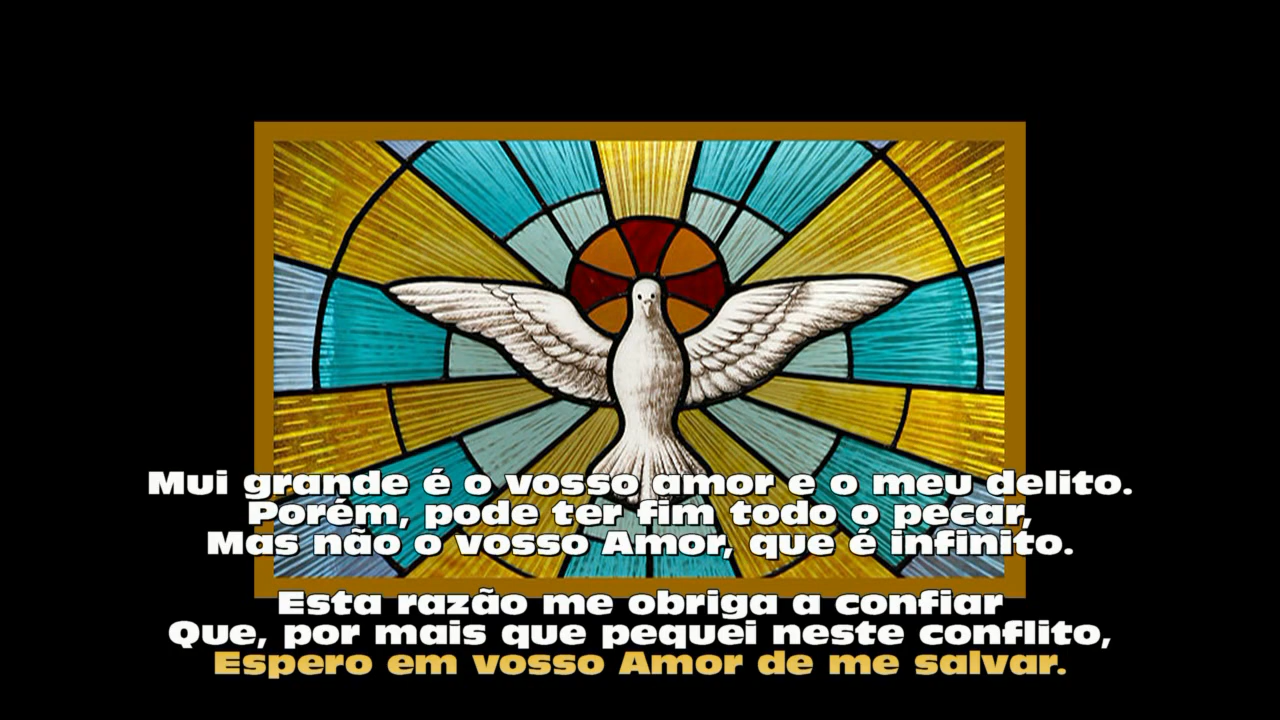 Mui grande é o vosso amor e o meu delito.
Porém, pode ter fim todo o pecar,
Mas não o vosso Amor, que é infinito.
Esta razão me obriga a confiar
Que, por mais que pequei neste conflito,
Espero em vosso Amor de me salvar.